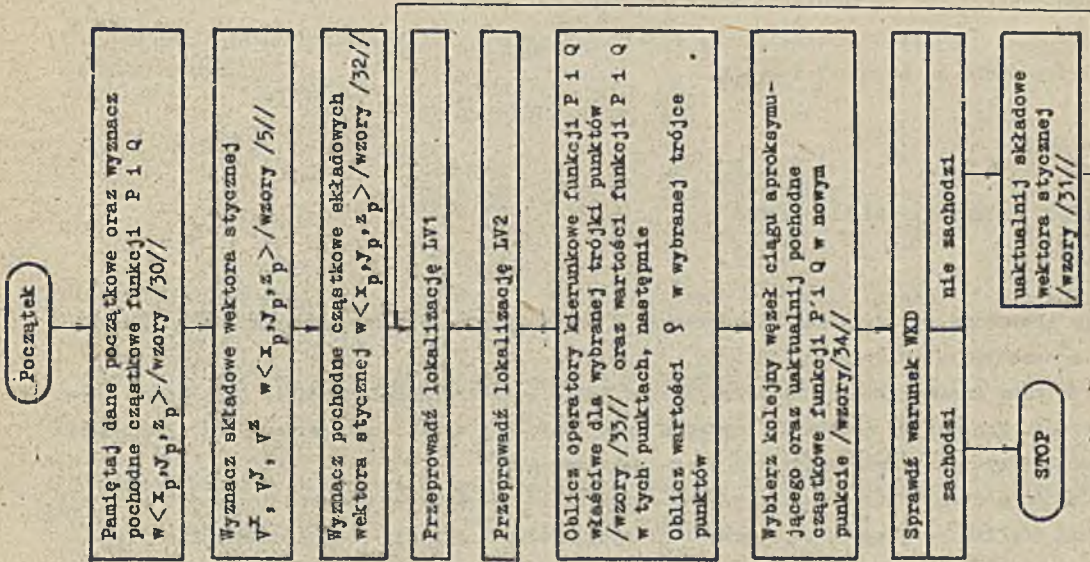 Początek
Pamiętaj dane początkowe oraz wyznacz
pochodne cząstkowe funkcji P i Q
w<x_p,y_p,z_p>/wzory /30//
Wyznacz składowe wektora stycznej
v^x, v^y, v^z w<x_p,y_p,z_p>/wzory /5//
Wyznacz pochodne cząstkowe składowych
wektora stycznej w<x_p,y_p,z_p>/wzory /32//
Przeprowadź lokalizację LV1
Przeprowadź lokalizację LV2
Oblicz operatory kierunkowe funkcji P i Q
właściwe dla wybranej trójki punktów
/wzory /33// oraz wartości funkcji P i Q
w tych punktach, następnie
Oblicz wartości ϙ w wybranej trójce
punktów
Wybierz kolejny węzeł ciągu aproksymu-
jącego oraz uaktualnij pochodne
cząstkowe funkcji P i Q w nowym
punkcie /wzory/34//
Sprawdź warunek WKD
zachodzi nie zachodzi
STOP
uaktualnij składowe
wektora stycznej
/wzory /31//